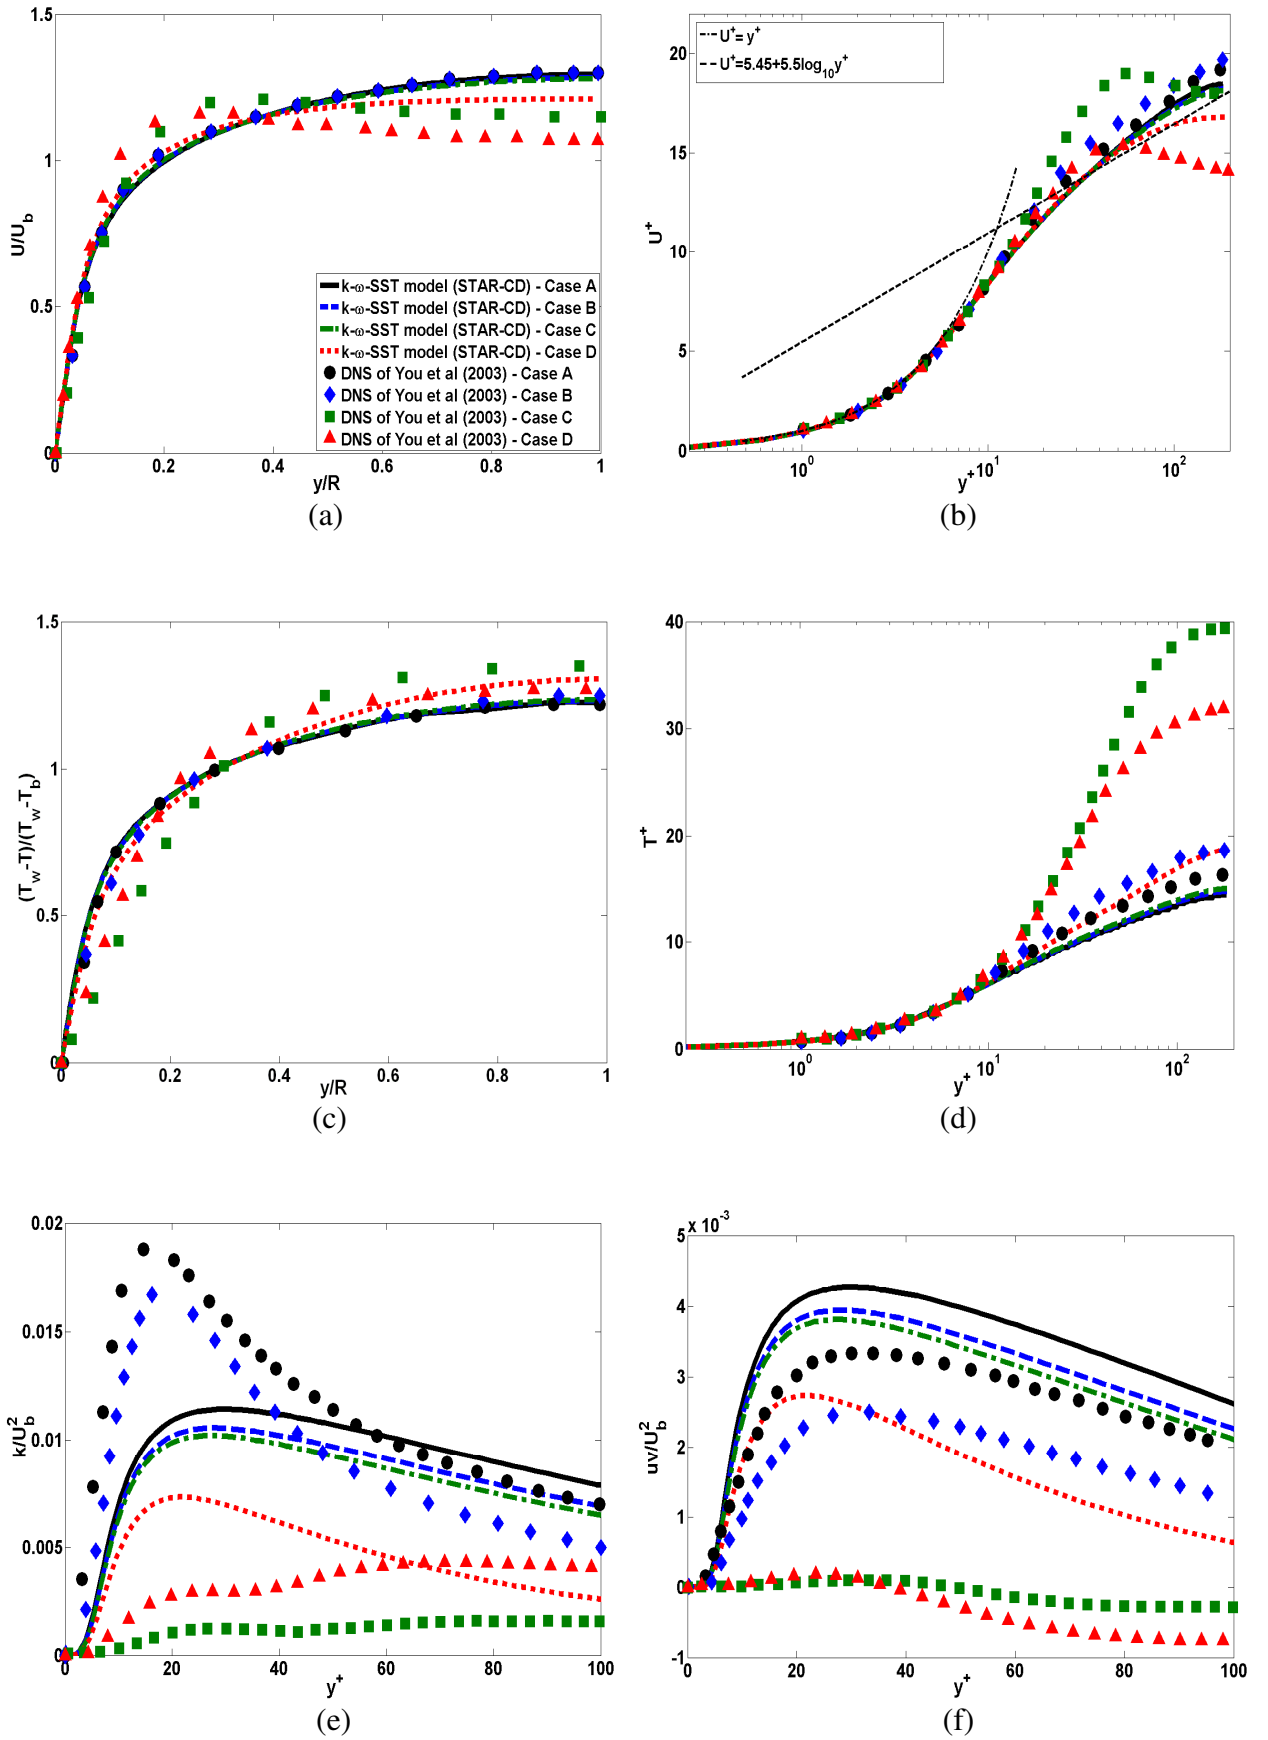 1.5
1
0.5
0
U/U_b
k-ω-SST model (STAR-CD) - Case A
k-ω-SST model (STAR-CD) - Case B
k-ω-SST model (STAR-CD) - Case C
k-ω-SST model (STAR-CD) - Case D
DNS of You et al (2003) - Case A
DNS of You et al (2003) - Case B
DNS of You et al (2003) - Case C
DNS of You et al (2003) - Case D
0 0.2 0.4 0.6 0.8 1
y/R
(a)
U⁺= y⁺
U⁺=5.45+5.5log₁₀y⁺
20
15
10
5
0
U⁺
10⁰ 10¹ 10²
y⁺
(b)
1.5
1
0.5
0
(T_w-T)/(T_w-T_b)
0 0.2 0.4 0.6 0.8 1
y/R
(c)
40
30
20
10
0
T⁺
10⁰ 10¹ 10²
y⁺
(d)
0.02
0.015
0.01
0.005
0
k/U_b²
0 20 40 60 80 100
y⁺
(e)
x 10⁻³
5
4
3
2
1
0
-1
uv/U_b²
0 20 40 60 80 100
y⁺
(f)